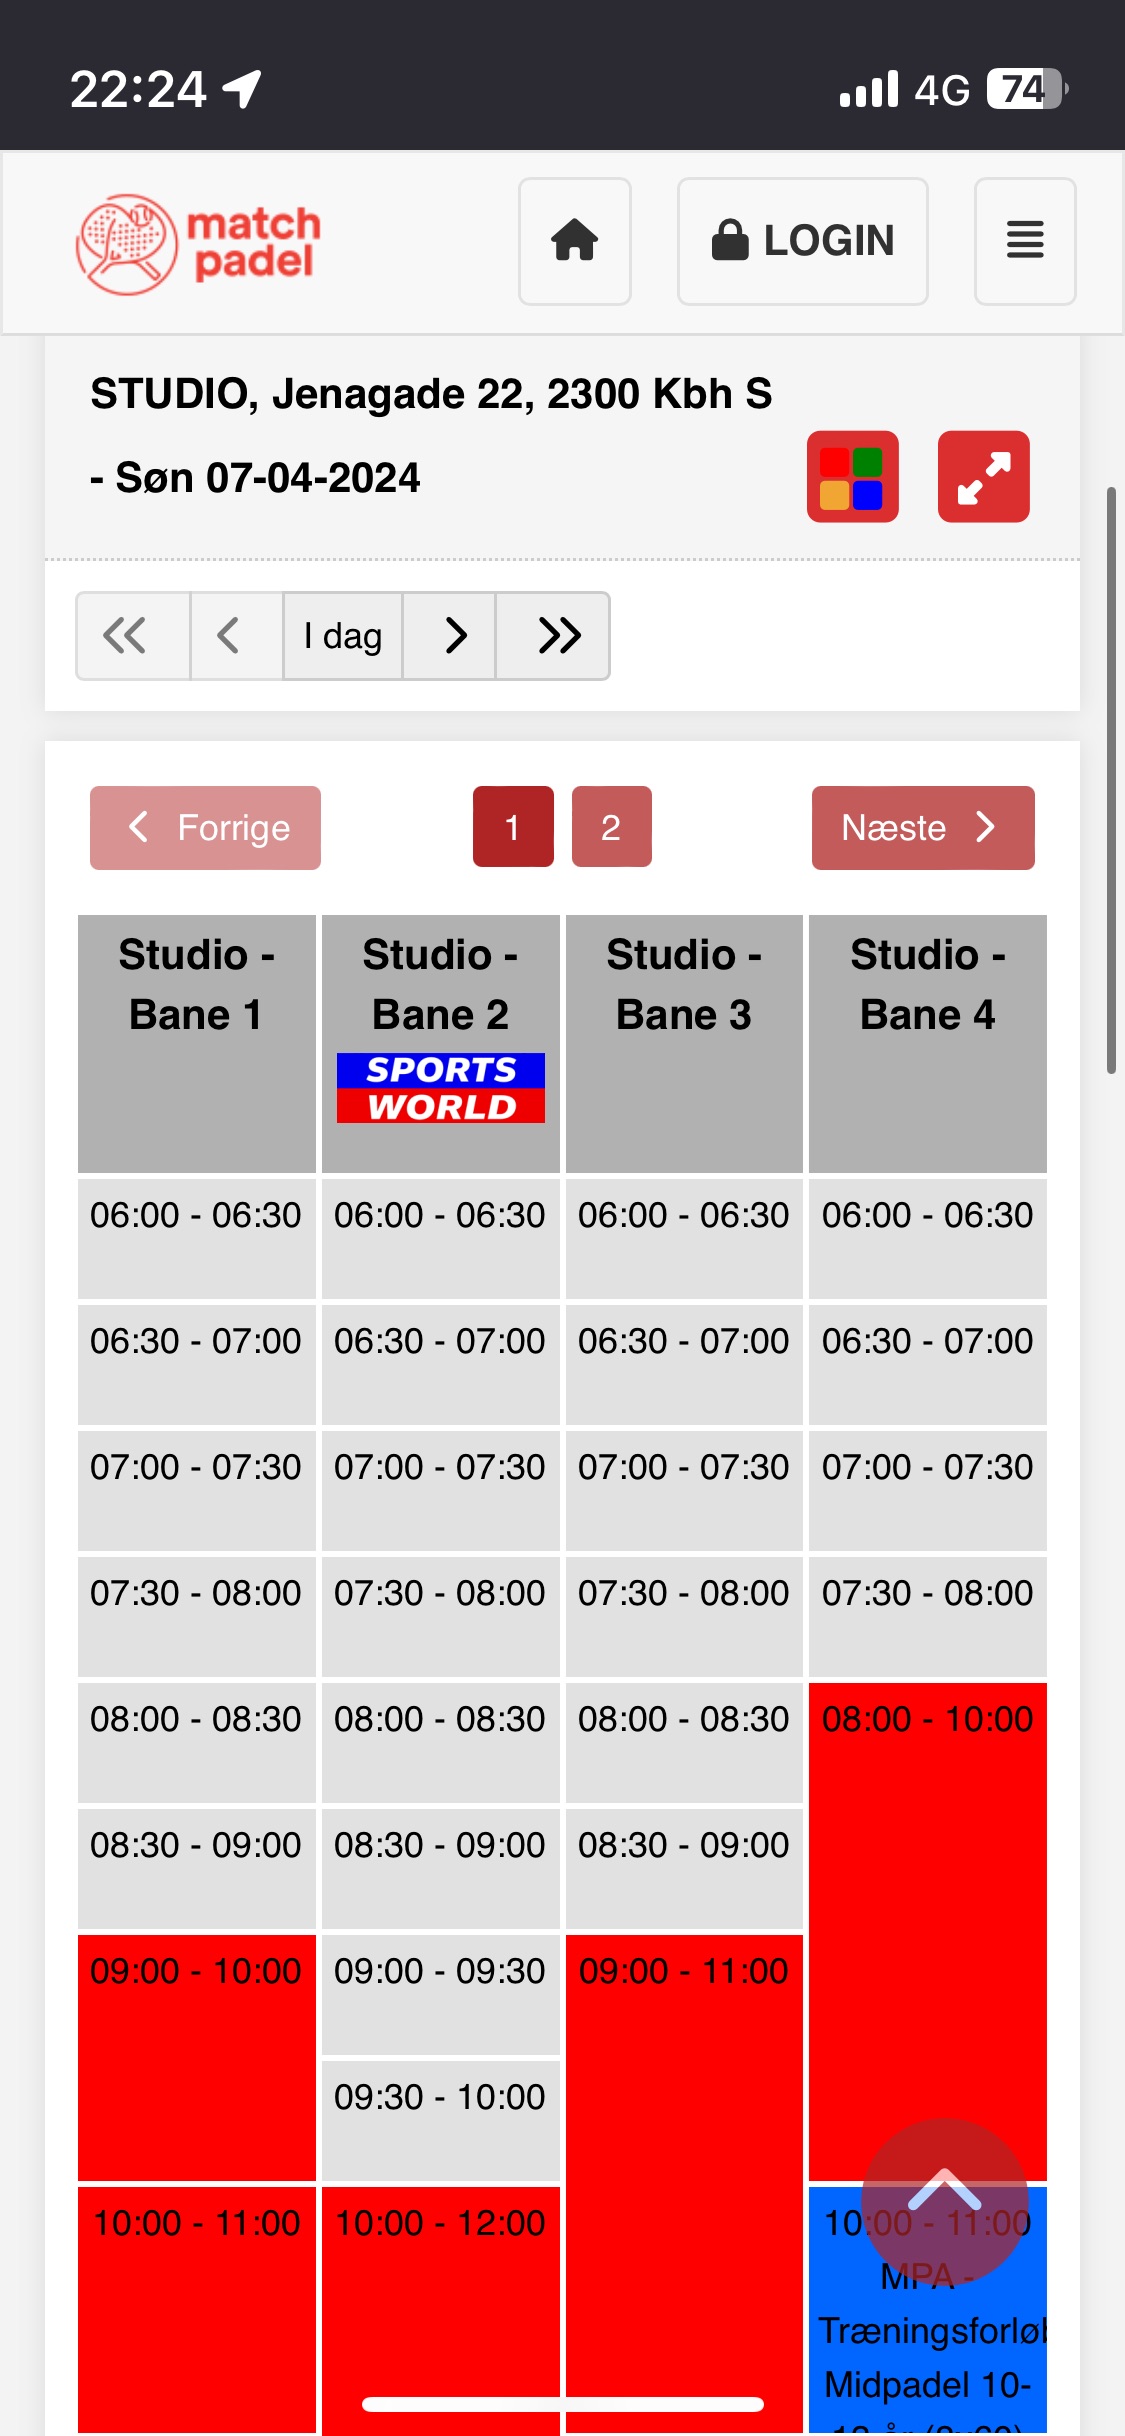 22:24
4G 74
match
padel
LOGIN
STUDIO, Jenagade 22, 2300 Kbh S
- Søn 07-04-2024
I dag
Forrige 1 2 Næste
Studio -
Bane 1
Studio -
Bane 2
SPORTS
WORLD
Studio -
Bane 3
Studio -
Bane 4
06:00 - 06:30 06:00 - 06:30 06:00 - 06:30 06:00 - 06:30
06:30 - 07:00 06:30 - 07:00 06:30 - 07:00 06:30 - 07:00
07:00 - 07:30 07:00 - 07:30 07:00 - 07:30 07:00 - 07:30
07:30 - 08:00 07:30 - 08:00 07:30 - 08:00 07:30 - 08:00
08:00 - 08:30 08:00 - 08:30 08:00 - 08:30 08:00 - 10:00
08:30 - 09:00 08:30 - 09:00 08:30 - 09:00
09:00 - 10:00 09:00 - 09:30 09:00 - 11:00
09:30 - 10:00
10:00 - 11:00 10:00 - 12:00 10:00 - 11:00
MPA -
Træningsforløb
Midpadel 10-